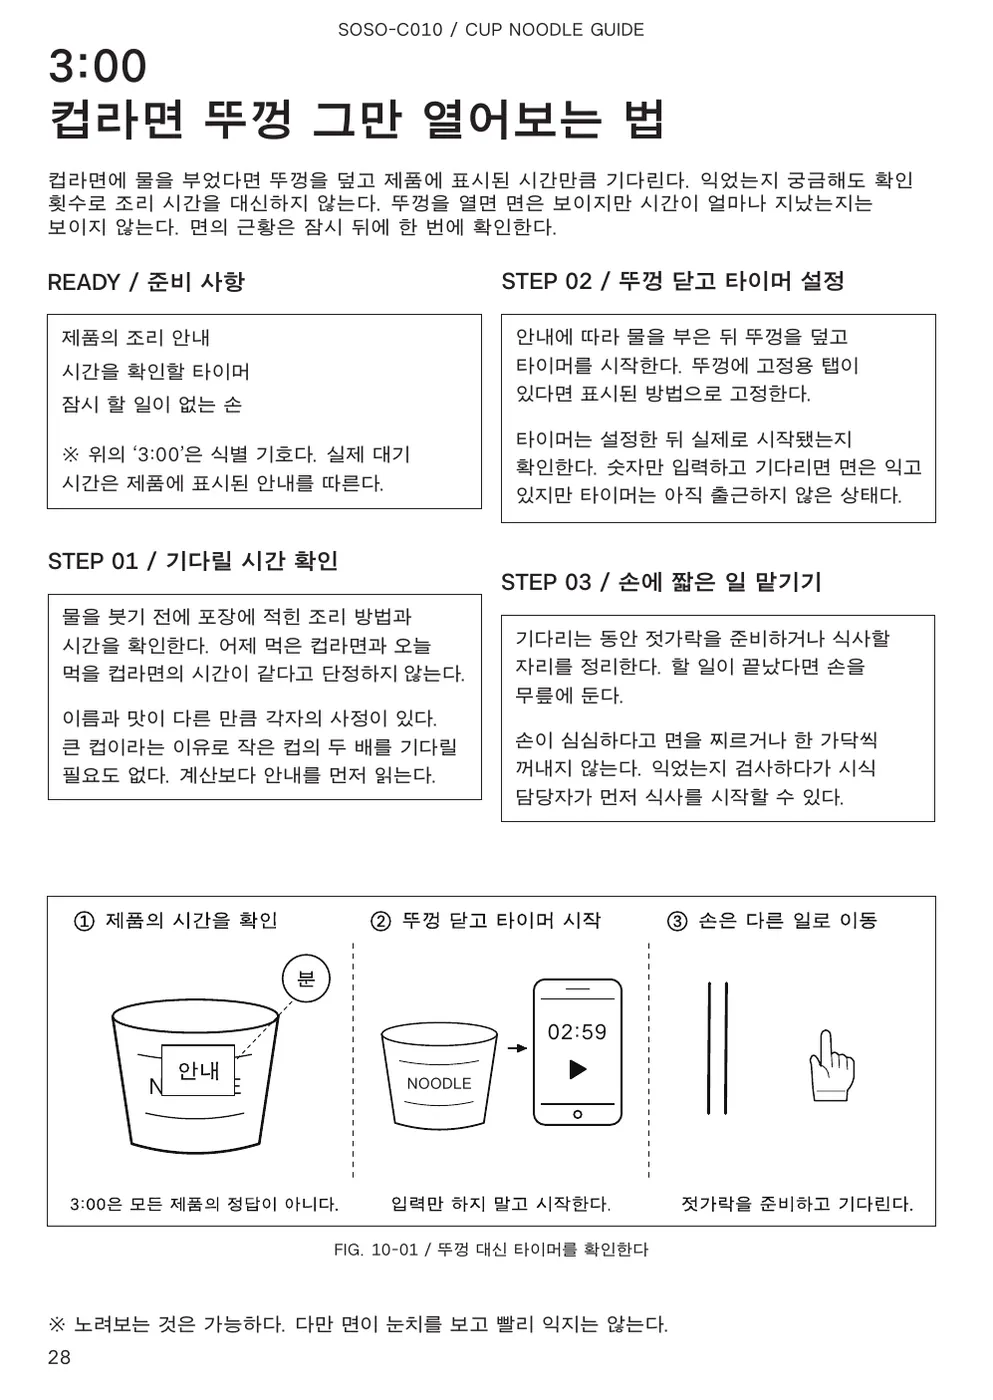 SOSO-C010 / CUP NOODLE GUIDE
3:00
컵라면 뚜껑 그만 열어보는 법
컵라면에 물을 부었다면 뚜껑을 덮고 제품에 표시된 시간만큼 기다린다. 익었는지 궁금해도 확인
횟수로 조리 시간을 대신하지 않는다. 뚜껑을 열면 면은 보이지만 시간이 얼마나 지났는지는
보이지 않는다. 면의 근황은 잠시 뒤에 한 번에 확인한다.
READY / 준비 사항
제품의 조리 안내
시간을 확인할 타이머
잠시 할 일이 없는 손
※ 위의 ‘3:00’은 식별 기호다. 실제 대기
시간은 제품에 표시된 안내를 따른다.
STEP 01 / 기다릴 시간 확인
물을 붓기 전에 포장에 적힌 조리 방법과
시간을 확인한다. 어제 먹은 컵라면과 오늘
먹을 컵라면의 시간이 같다고 단정하지 않는다.
이름과 맛이 다른 만큼 각자의 사정이 있다.
큰 컵이라는 이유로 작은 컵의 두 배를 기다릴
필요도 없다. 계산보다 안내를 먼저 읽는다.
STEP 02 / 뚜껑 닫고 타이머 설정
안내에 따라 물을 부은 뒤 뚜껑을 덮고
타이머를 시작한다. 뚜껑에 고정용 탭이
있다면 표시된 방법으로 고정한다.
타이머는 설정한 뒤 실제로 시작됐는지
확인한다. 숫자만 입력하고 기다리면 면은 익고
있지만 타이머는 아직 출근하지 않은 상태다.
STEP 03 / 손에 짧은 일 맡기기
기다리는 동안 젓가락을 준비하거나 식사할
자리를 정리한다. 할 일이 끝났다면 손을
무릎에 둔다.
손이 심심하다고 면을 찌르거나 한 가닥씩
꺼내지 않는다. 익었는지 검사하다가 시식
담당자가 먼저 식사를 시작할 수 있다.
① 제품의 시간을 확인
분
안내
N E
3:00은 모든 제품의 정답이 아니다.
② 뚜껑 닫고 타이머 시작
NOODLE
02:59
입력만 하지 말고 시작한다.
③ 손은 다른 일로 이동
젓가락을 준비하고 기다린다.
FIG. 10-01 / 뚜껑 대신 타이머를 확인한다
※ 노려보는 것은 가능하다. 다만 면이 눈치를 보고 빨리 익지는 않는다.
28